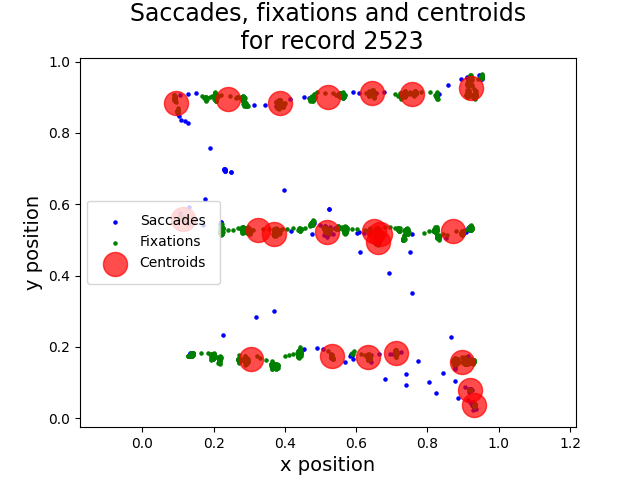 Saccades, fixations and centroids
for record 2523
1.0
0.8
0.6
0.4
0.2
0.0
y position
Saccades
Fixations
Centroids
0.0 0.2 0.4 0.6 0.8 1.0 1.2
x position